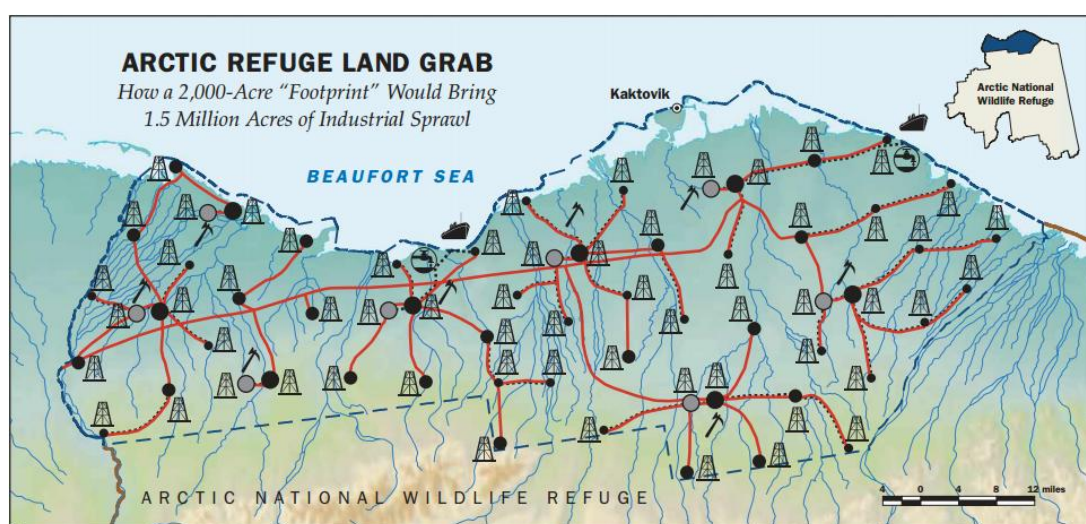 ARCTIC REFUGE LAND GRAB
How a 2,000-Acre “Footprint” Would Bring
1.5 Million Acres of Industrial Sprawl
Kaktovik
Arctic National
Wildlife Refuge
BEAUFORT SEA
ARCTIC NATIONAL WILDLIFE REFUGE
4 0 4 8 12 miles